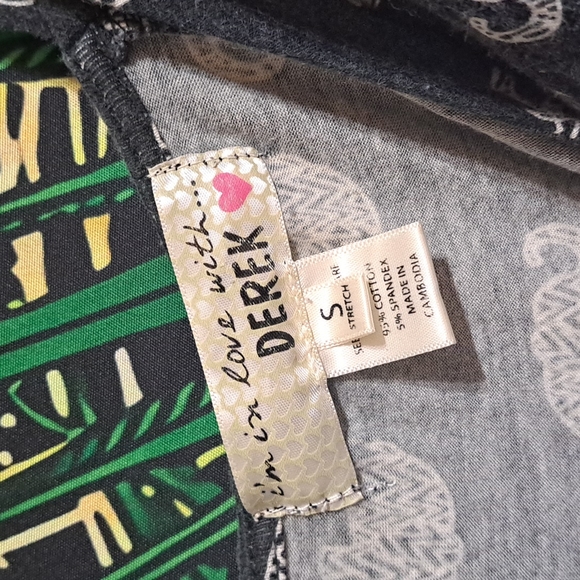 i'm in love with...
DEREK
S
STRETCH
95% COTTON
5% SPANDEX
MADE IN
CAMBODIA